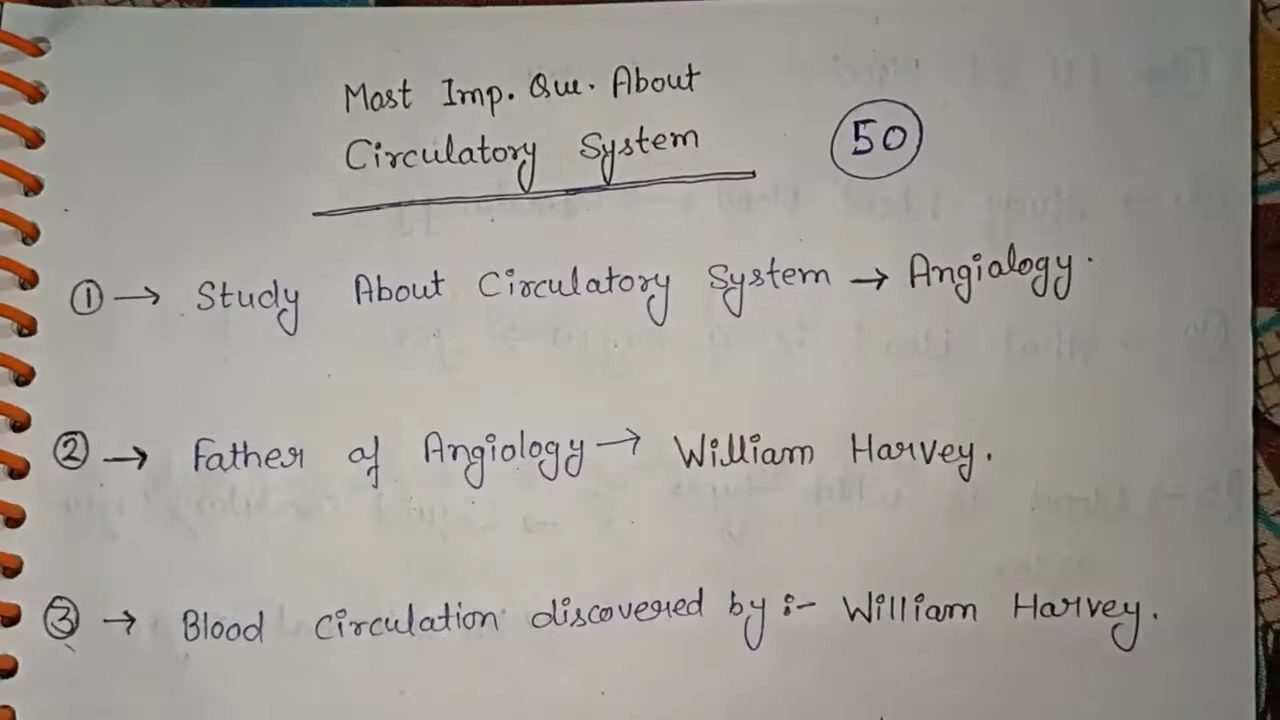 Most Imp. Que. About
Circulatory System
50
① → Study About Circulatory System → Angialogy.
② → Father of Angiology → William Harvey.
③ → Blood Circulation discovered by :- William Harvey.